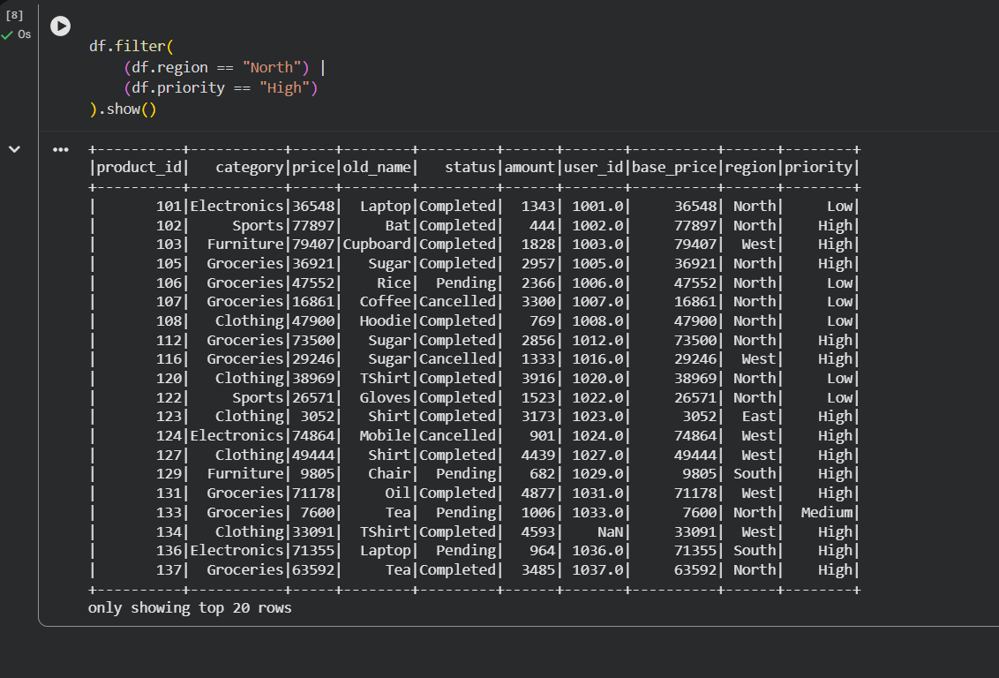 [8]
0s
df.filter(
    (df.region == "North") |
    (df.priority == "High")
).show()
+----------+-----------+-----+--------+---------+------+-------+----------+------+--------+
|product_id|   category|price|old_name|   status|amount|user_id|base_price|region|priority|
+----------+-----------+-----+--------+---------+------+-------+----------+------+--------+
|       101|Electronics|36548|  Laptop|Completed|  1343| 1001.0|     36548| North|     Low|
|       102|     Sports|77897|     Bat|Completed|   444| 1002.0|     77897| North|    High|
|       103|  Furniture|79407|Cupboard|Completed|  1828| 1003.0|     79407|  West|    High|
|       105|  Groceries|36921|   Sugar|Completed|  2957| 1005.0|     36921| North|    High|
|       106|  Groceries|47552|    Rice|  Pending|  2366| 1006.0|     47552| North|     Low|
|       107|  Groceries|16861|  Coffee|Cancelled|  3300| 1007.0|     16861| North|     Low|
|       108|   Clothing|47900|  Hoodie|Completed|   769| 1008.0|     47900| North|     Low|
|       112|  Groceries|73500|   Sugar|Completed|  2856| 1012.0|     73500| North|    High|
|       116|  Groceries|29246|   Sugar|Cancelled|  1333| 1016.0|     29246|  West|    High|
|       120|   Clothing|38969|  TShirt|Completed|  3916| 1020.0|     38969| North|     Low|
|       122|     Sports|26571|  Gloves|Completed|  1523| 1022.0|     26571| North|     Low|
|       123|   Clothing| 3052|   Shirt|Completed|  3173| 1023.0|      3052|  East|    High|
|       124|Electronics|74864|  Mobile|Cancelled|   901| 1024.0|     74864|  West|    High|
|       127|   Clothing|49444|   Shirt|Completed|  4439| 1027.0|     49444|  West|    High|
|       129|  Furniture| 9805|   Chair|  Pending|   682| 1029.0|      9805| South|    High|
|       131|  Groceries|71178|     Oil|Completed|  4877| 1031.0|     71178|  West|    High|
|       133|  Groceries| 7600|     Tea|  Pending|  1006| 1033.0|      7600| North|  Medium|
|       134|   Clothing|33091|  TShirt|Completed|  4593|    NaN|     33091|  West|    High|
|       136|Electronics|71355|  Laptop|  Pending|   964| 1036.0|     71355| South|    High|
|       137|  Groceries|63592|     Tea|Completed|  3485| 1037.0|     63592| North|    High|
+----------+-----------+-----+--------+---------+------+-------+----------+------+--------+
only showing top 20 rows